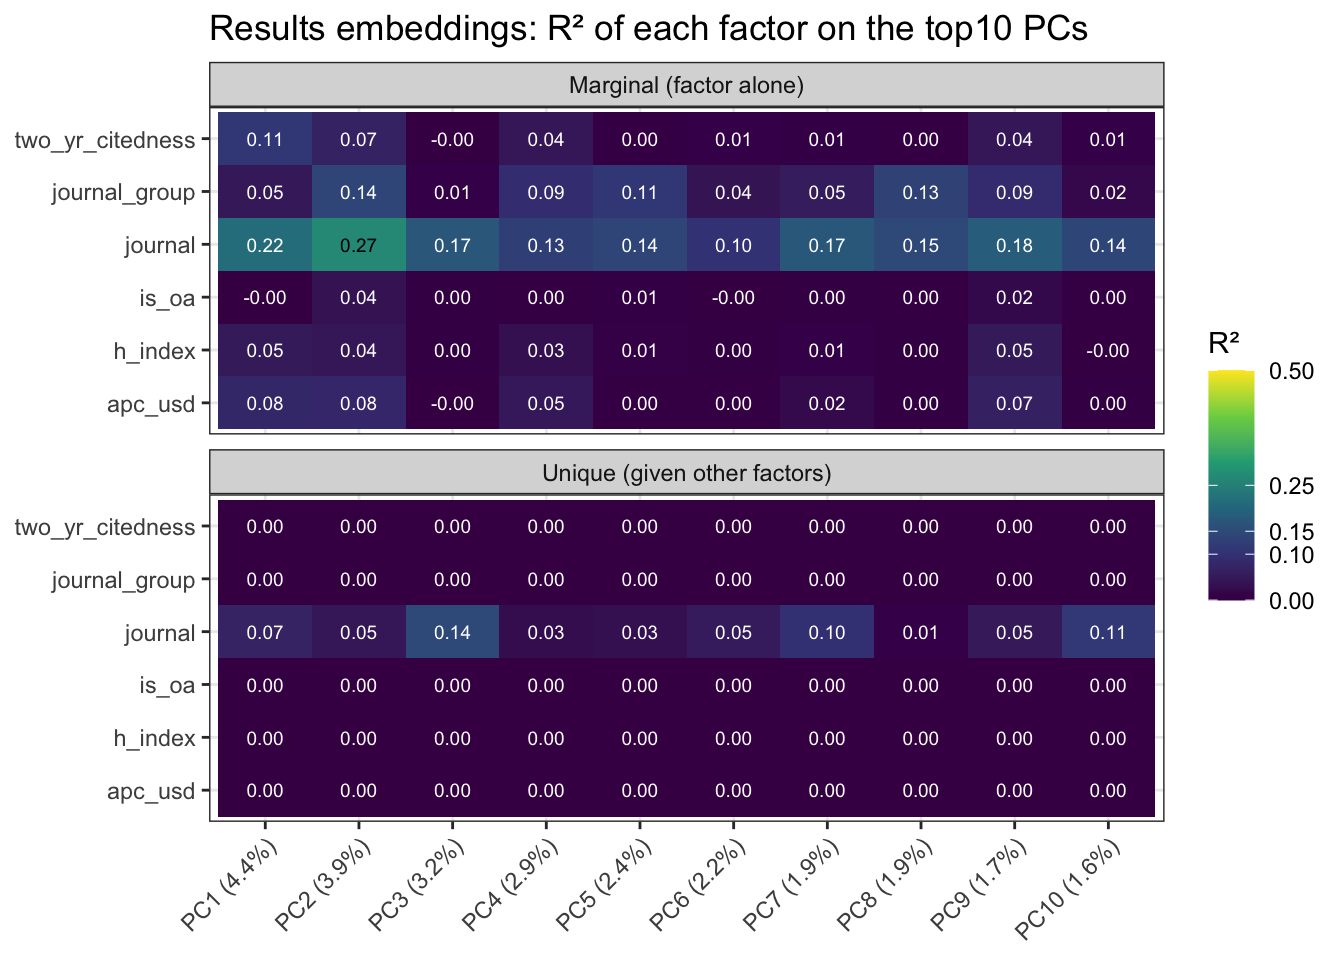 Results embeddings: R² of each factor on the top10 PCs
Marginal (factor alone)
two_yr_citedness 0.11 0.07 -0.00 0.04 0.00 0.01 0.01 0.00 0.04 0.01
journal_group 0.05 0.14 0.01 0.09 0.11 0.04 0.05 0.13 0.09 0.02
journal 0.22 0.27 0.17 0.13 0.14 0.10 0.17 0.15 0.18 0.14
is_oa -0.00 0.04 0.00 0.00 0.01 -0.00 0.00 0.00 0.02 0.00
h_index 0.05 0.04 0.00 0.03 0.01 0.00 0.01 0.00 0.05 -0.00
apc_usd 0.08 0.08 -0.00 0.05 0.00 0.00 0.02 0.00 0.07 0.00
Unique (given other factors)
two_yr_citedness 0.00 0.00 0.00 0.00 0.00 0.00 0.00 0.00 0.00 0.00
journal_group 0.00 0.00 0.00 0.00 0.00 0.00 0.00 0.00 0.00 0.00
journal 0.07 0.05 0.14 0.03 0.03 0.05 0.10 0.01 0.05 0.11
is_oa 0.00 0.00 0.00 0.00 0.00 0.00 0.00 0.00 0.00 0.00
h_index 0.00 0.00 0.00 0.00 0.00 0.00 0.00 0.00 0.00 0.00
apc_usd 0.00 0.00 0.00 0.00 0.00 0.00 0.00 0.00 0.00 0.00
PC1 (4.4%) PC2 (3.9%) PC3 (3.2%) PC4 (2.9%) PC5 (2.4%) PC6 (2.2%) PC7 (1.9%) PC8 (1.9%) PC9 (1.7%) PC10 (1.6%)
R²
0.50
0.25
0.15
0.10
0.00